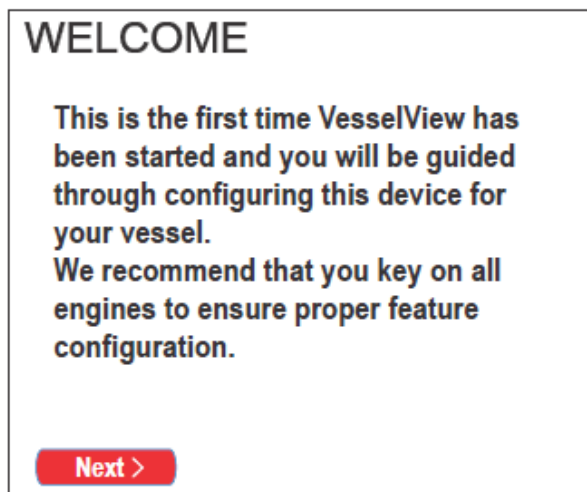 WELCOME
This is the first time VesselView has
been started and you will be guided
through configuring this device for
your vessel.
We recommend that you key on all
engines to ensure proper feature
configuration.
Next >